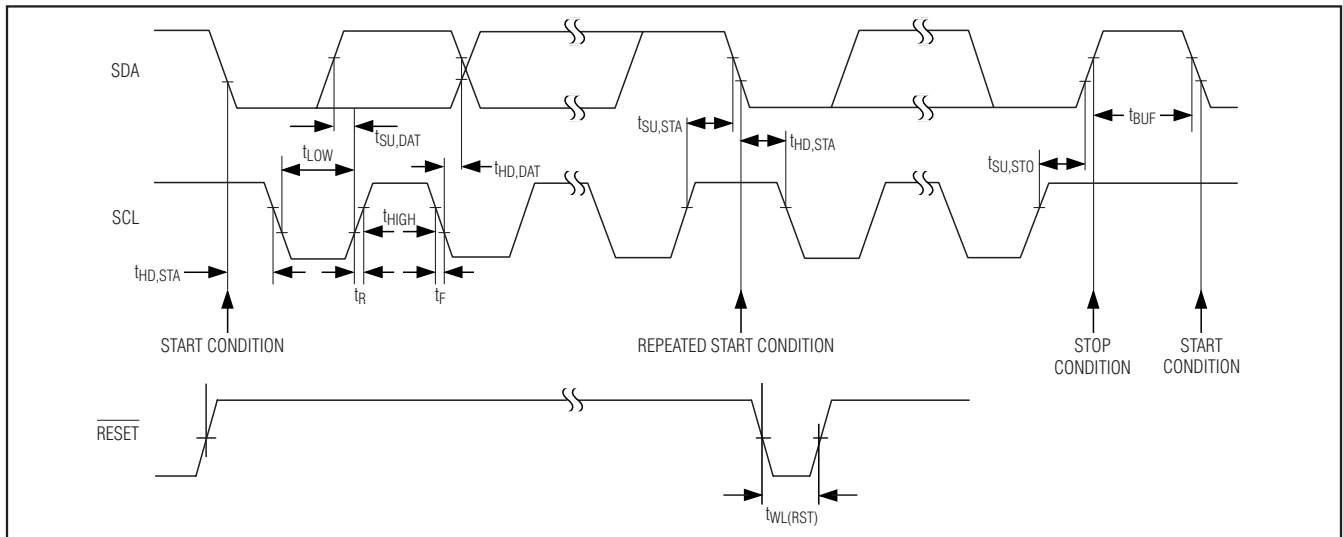 SDA
tSU,DAT
tLOW
tHD,DAT
tSU,STA
tHD,STA
tBUF
tSU,STO
SCL
tHIGH
tHD,STA
tR
tF
START CONDITION
REPEATED START CONDITION
STOP
CONDITION
START
CONDITION
RESET
tWL(RST)